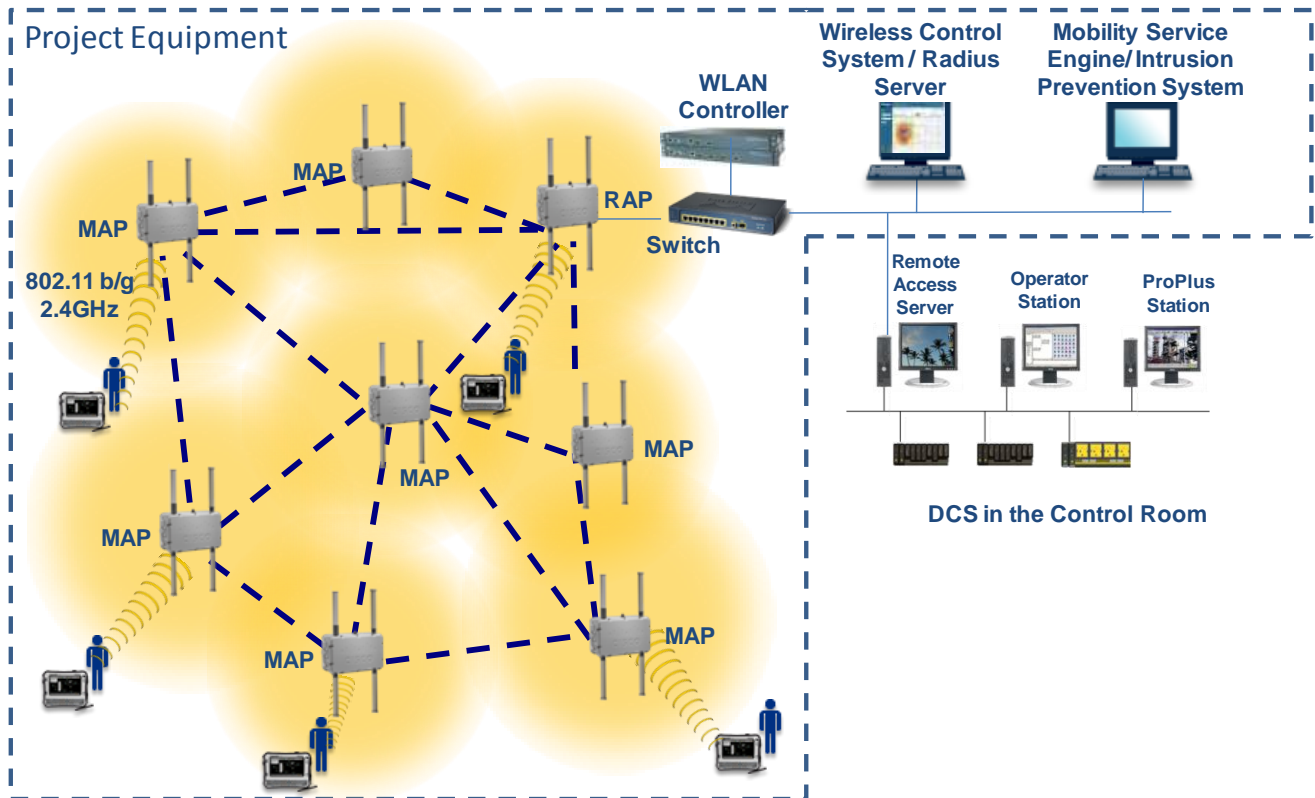 Project Equipment
Wireless Control
System / Radius
Server
Mobility Service
Engine/ Intrusion
Prevention System
WLAN
Controller
MAP
MAP
RAP
Switch
802.11 b/g
2.4GHz
Remote
Access
Server
Operator
Station
ProPlus
Station
MAP
MAP
MAP
MAP
MAP
DCS in the Control Room